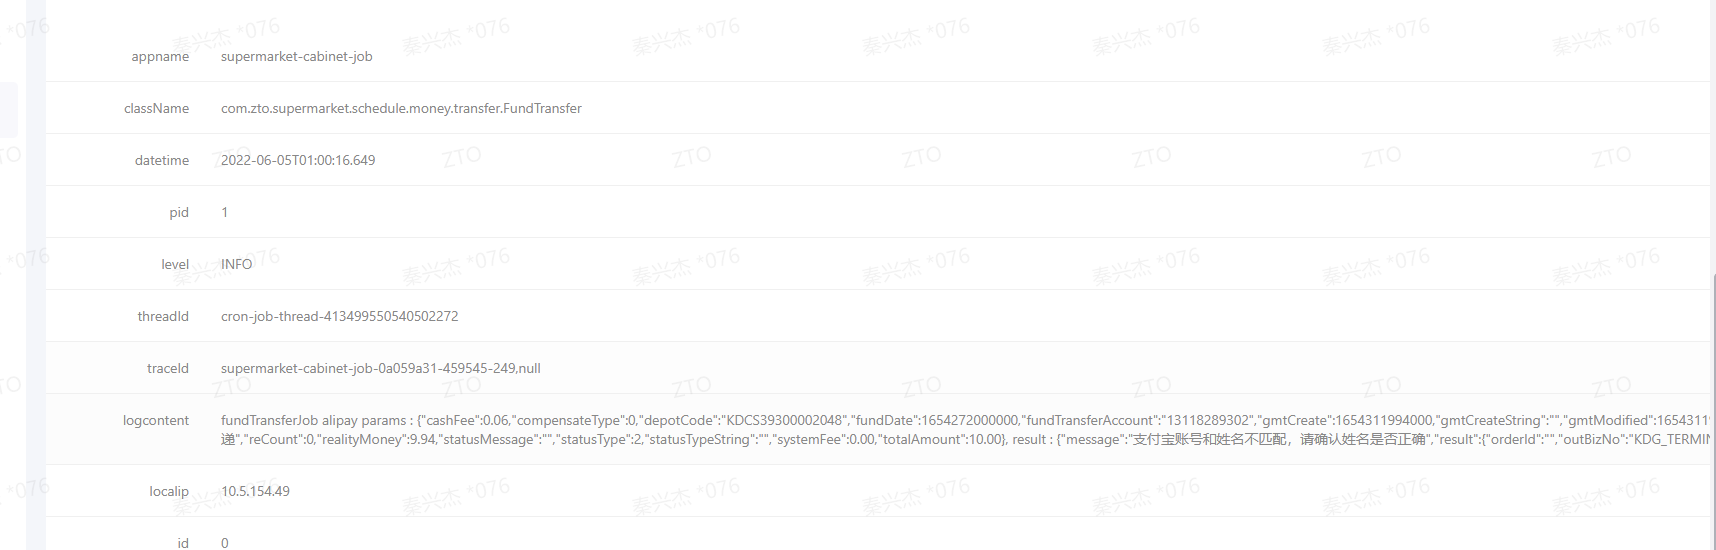 appname supermarket-cabinet-job
className com.zto.supermarket.schedule.money.transfer.FundTransfer
datetime 2022-06-05T01:00:16.649
pid 1
level INFO
threadId cron-job-thread-413499550540502272
traceId supermarket-cabinet-job-0a059a31-459545-249,null
logcontent fundTransferJob alipay params : {"cashFee":0.06,"compensateType":0,"depotCode":"KDCS39300002048","fundDate":1654272000000,"fundTransferAccount":"13118289302","gmtCreate":1654311994000,"gmtCreateString":"","gmtModified":1654311
递","reCount":0,"realityMoney":9.94,"statusMessage":"","statusType":2,"statusTypeString":"","systemFee":0.00,"totalAmount":10.00}, result : {"message":"支付宝账号和姓名不匹配，请确认姓名是否正确","result":{"orderId":"","outBizNo":"KDG_TERMIN
localip 10.5.154.49
id 0
秦兴杰 *076
ZTO